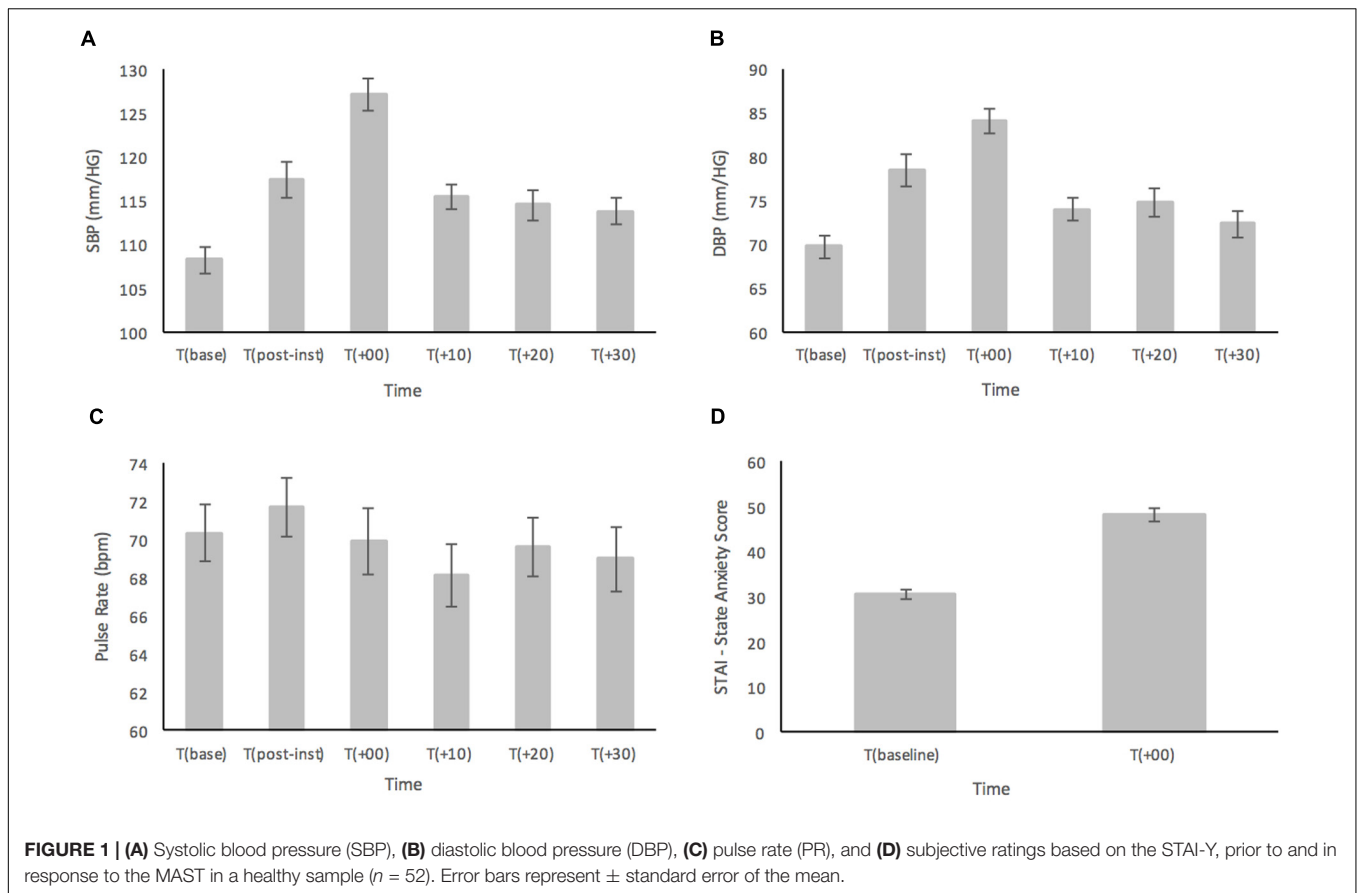 A
130
125
120
115
110
105
100
SBP (mm/HG)
T(base) T(post-inst) T(+00) T(+10) T(+20) T(+30)
Time
B
90
85
80
75
70
65
60
DBP (mm/HG)
T(base) T(post-inst) T(+00) T(+10) T(+20) T(+30)
Time
C
74
72
70
68
66
64
62
60
Pulse Rate (bpm)
T(base) T(post-inst) T(+00) T(+10) T(+20) T(+30)
Time
D
60
50
40
30
20
10
0
STAI - State Anxiety Score
T(baseline) T(+00)
Time
FIGURE 1 | (A) Systolic blood pressure (SBP), (B) diastolic blood pressure (DBP), (C) pulse rate (PR), and (D) subjective ratings based on the STAI-Y, prior to and in
response to the MAST in a healthy sample (n = 52). Error bars represent ± standard error of the mean.